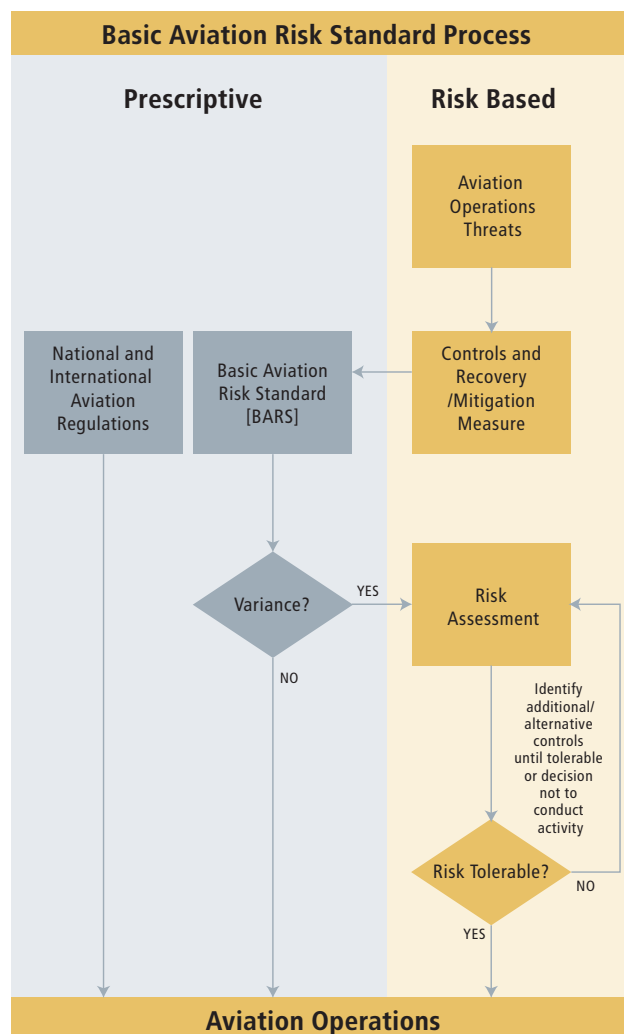 Basic Aviation Risk Standard Process
Prescriptive
Risk Based
Aviation
Operations
Threats
National and
International
Aviation
Regulations
Basic Aviation
Risk Standard
[BARS]
Controls and
Recovery
/Mitigation
Measure
Variance?
YES
NO
Risk
Assessment
Identify
additional/
alternative
controls
until tolerable
or decision
not to
conduct
activity
Risk Tolerable?
NO
YES
Aviation Operations